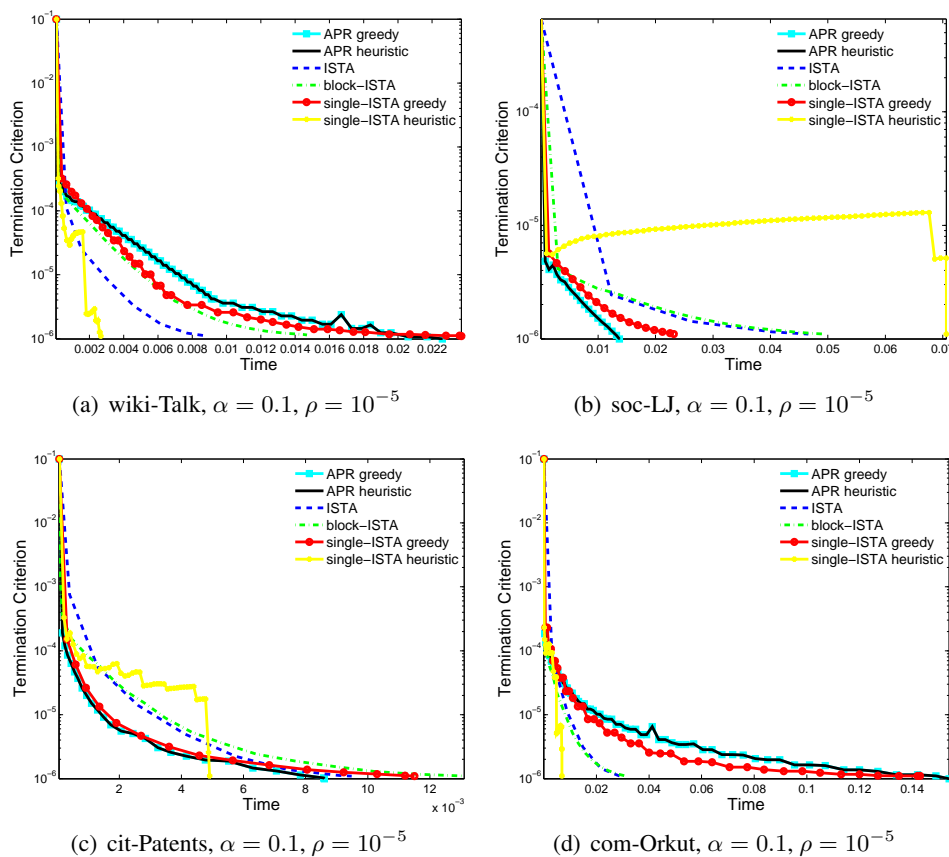 10⁻¹
10⁻²
10⁻³
10⁻⁴
10⁻⁵
10⁻⁶
Termination Criterion
APR greedy
APR heuristic
ISTA
block−ISTA
single−ISTA greedy
single−ISTA heuristic
0.002 0.004 0.006 0.008 0.01 0.012 0.014 0.016 0.018 0.02 0.022
Time
(a) wiki-Talk, α = 0.1, ρ = 10⁻⁵
10⁻⁴
10⁻⁵
10⁻⁶
Termination Criterion
APR greedy
APR heuristic
ISTA
block−ISTA
single−ISTA greedy
single−ISTA heuristic
0.01 0.02 0.03 0.04 0.05 0.06 0.07
Time
(b) soc-LJ, α = 0.1, ρ = 10⁻⁵
10⁻¹
10⁻²
10⁻³
10⁻⁴
10⁻⁵
10⁻⁶
Termination Criterion
APR greedy
APR heuristic
ISTA
block−ISTA
single−ISTA greedy
single−ISTA heuristic
2 4 6 8 10 12
Time
x 10⁻³
(c) cit-Patents, α = 0.1, ρ = 10⁻⁵
10⁻¹
10⁻²
10⁻³
10⁻⁴
10⁻⁵
10⁻⁶
Termination Criterion
APR greedy
APR heuristic
ISTA
block−ISTA
single−ISTA greedy
single−ISTA heuristic
0.02 0.04 0.06 0.08 0.1 0.12 0.14
Time
(d) com-Orkut, α = 0.1, ρ = 10⁻⁵